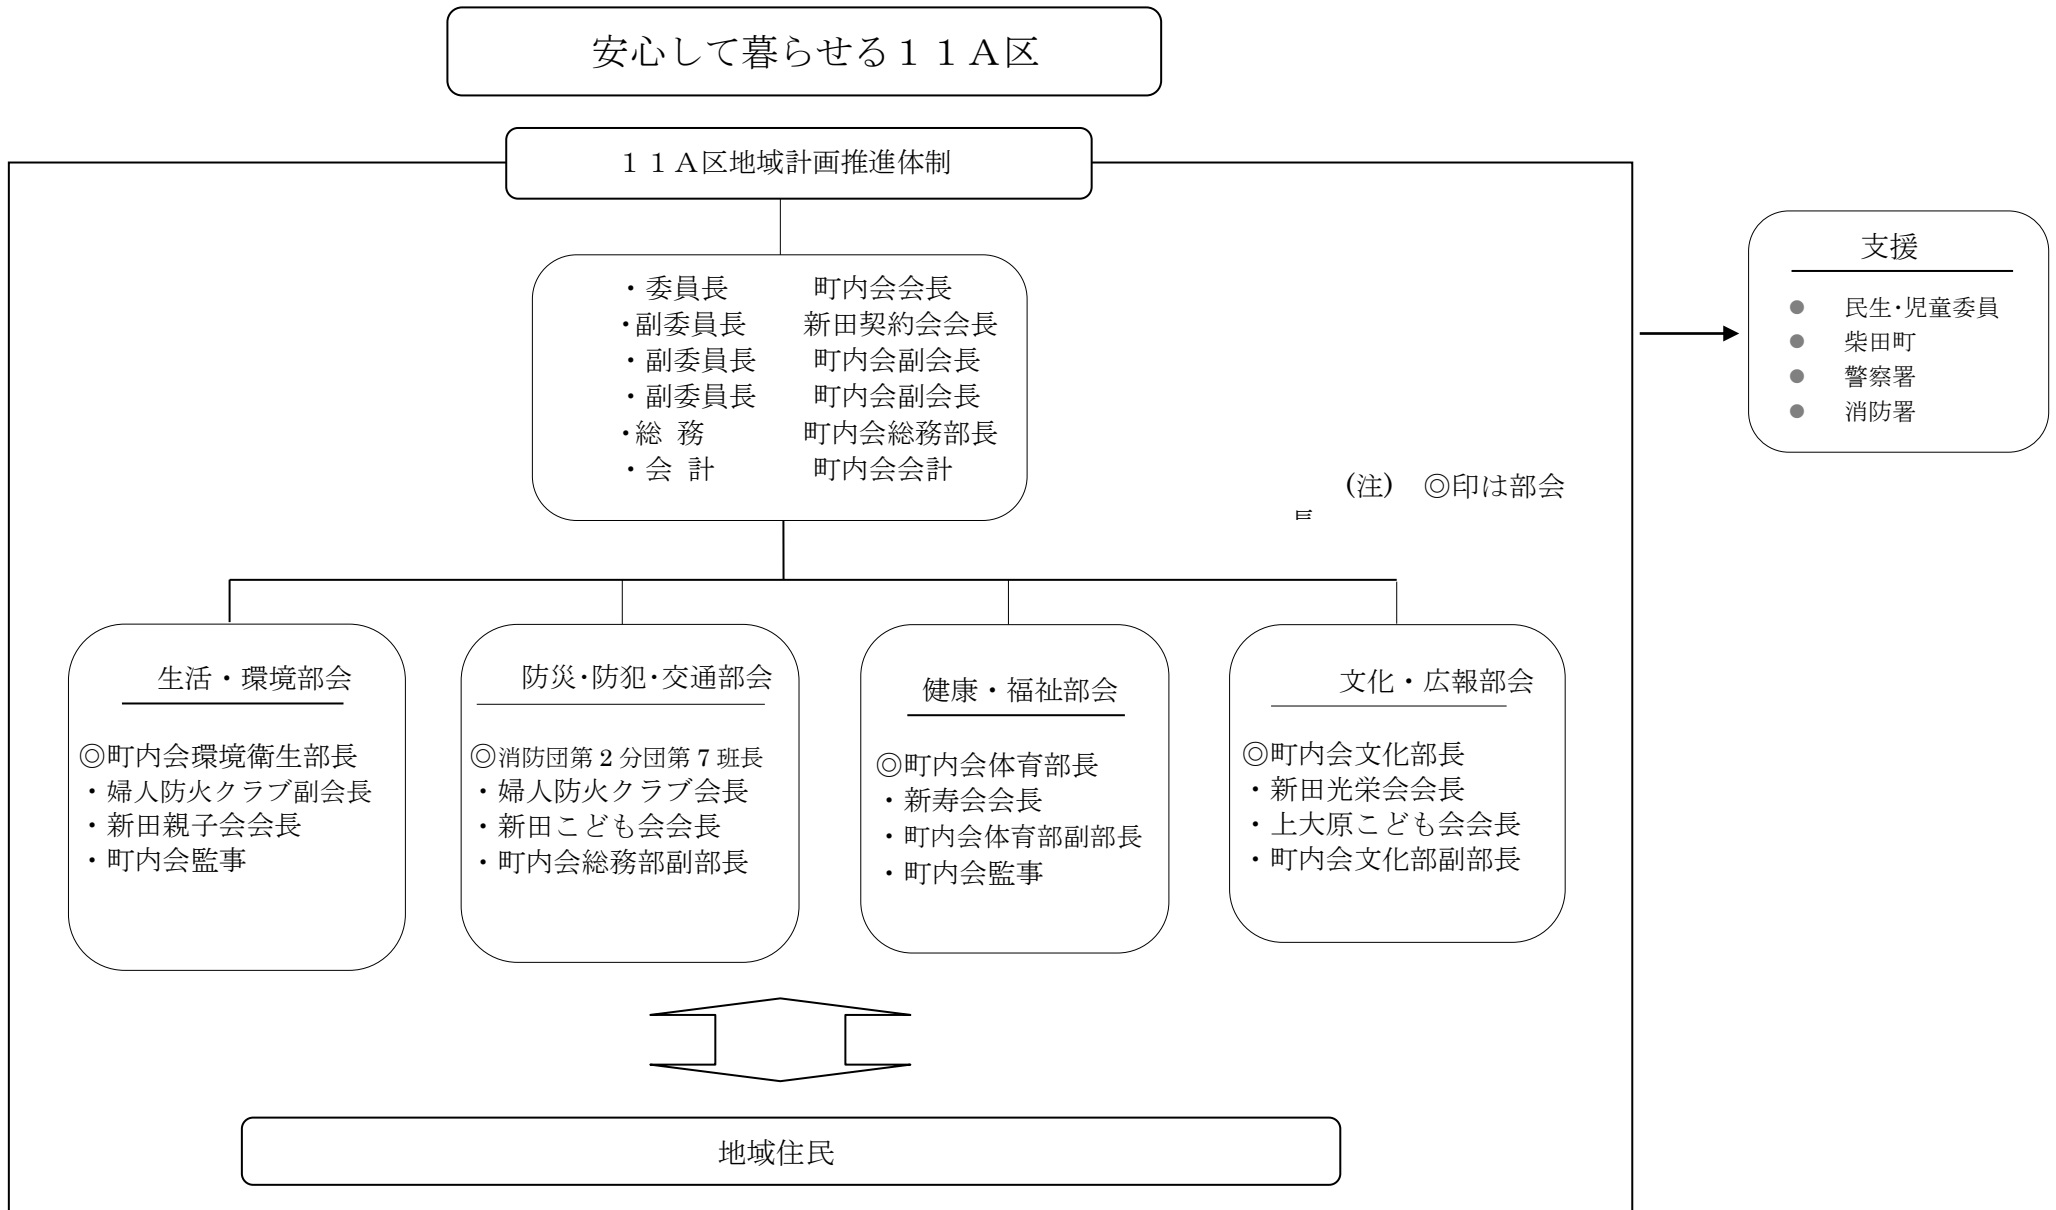 安心して暮らせる１１Ａ区
１１Ａ区地域計画推進体制
・委員長　町内会会長
・副委員長　新田契約会会長
・副委員長　町内会副会長
・副委員長　町内会副会長
・総 務　町内会総務部長
・会 計　町内会会計
支援
● 民生・児童委員
● 柴田町
● 警察署
● 消防署
(注)　◎印は部会
長
生活・環境部会
◎町内会環境衛生部長
・婦人防火クラブ副会長
・新田親子会会長
・町内会監事
防災・防犯・交通部会
◎消防団第２分団第７班長
・婦人防火クラブ会長
・新田こども会会長
・町内会総務部副部長
健康・福祉部会
◎町内会体育部長
・新寿会会長
・町内会体育部副部長
・町内会監事
文化・広報部会
◎町内会文化部長
・新田光栄会会長
・上大原こども会会長
・町内会文化部副部長
地域住民